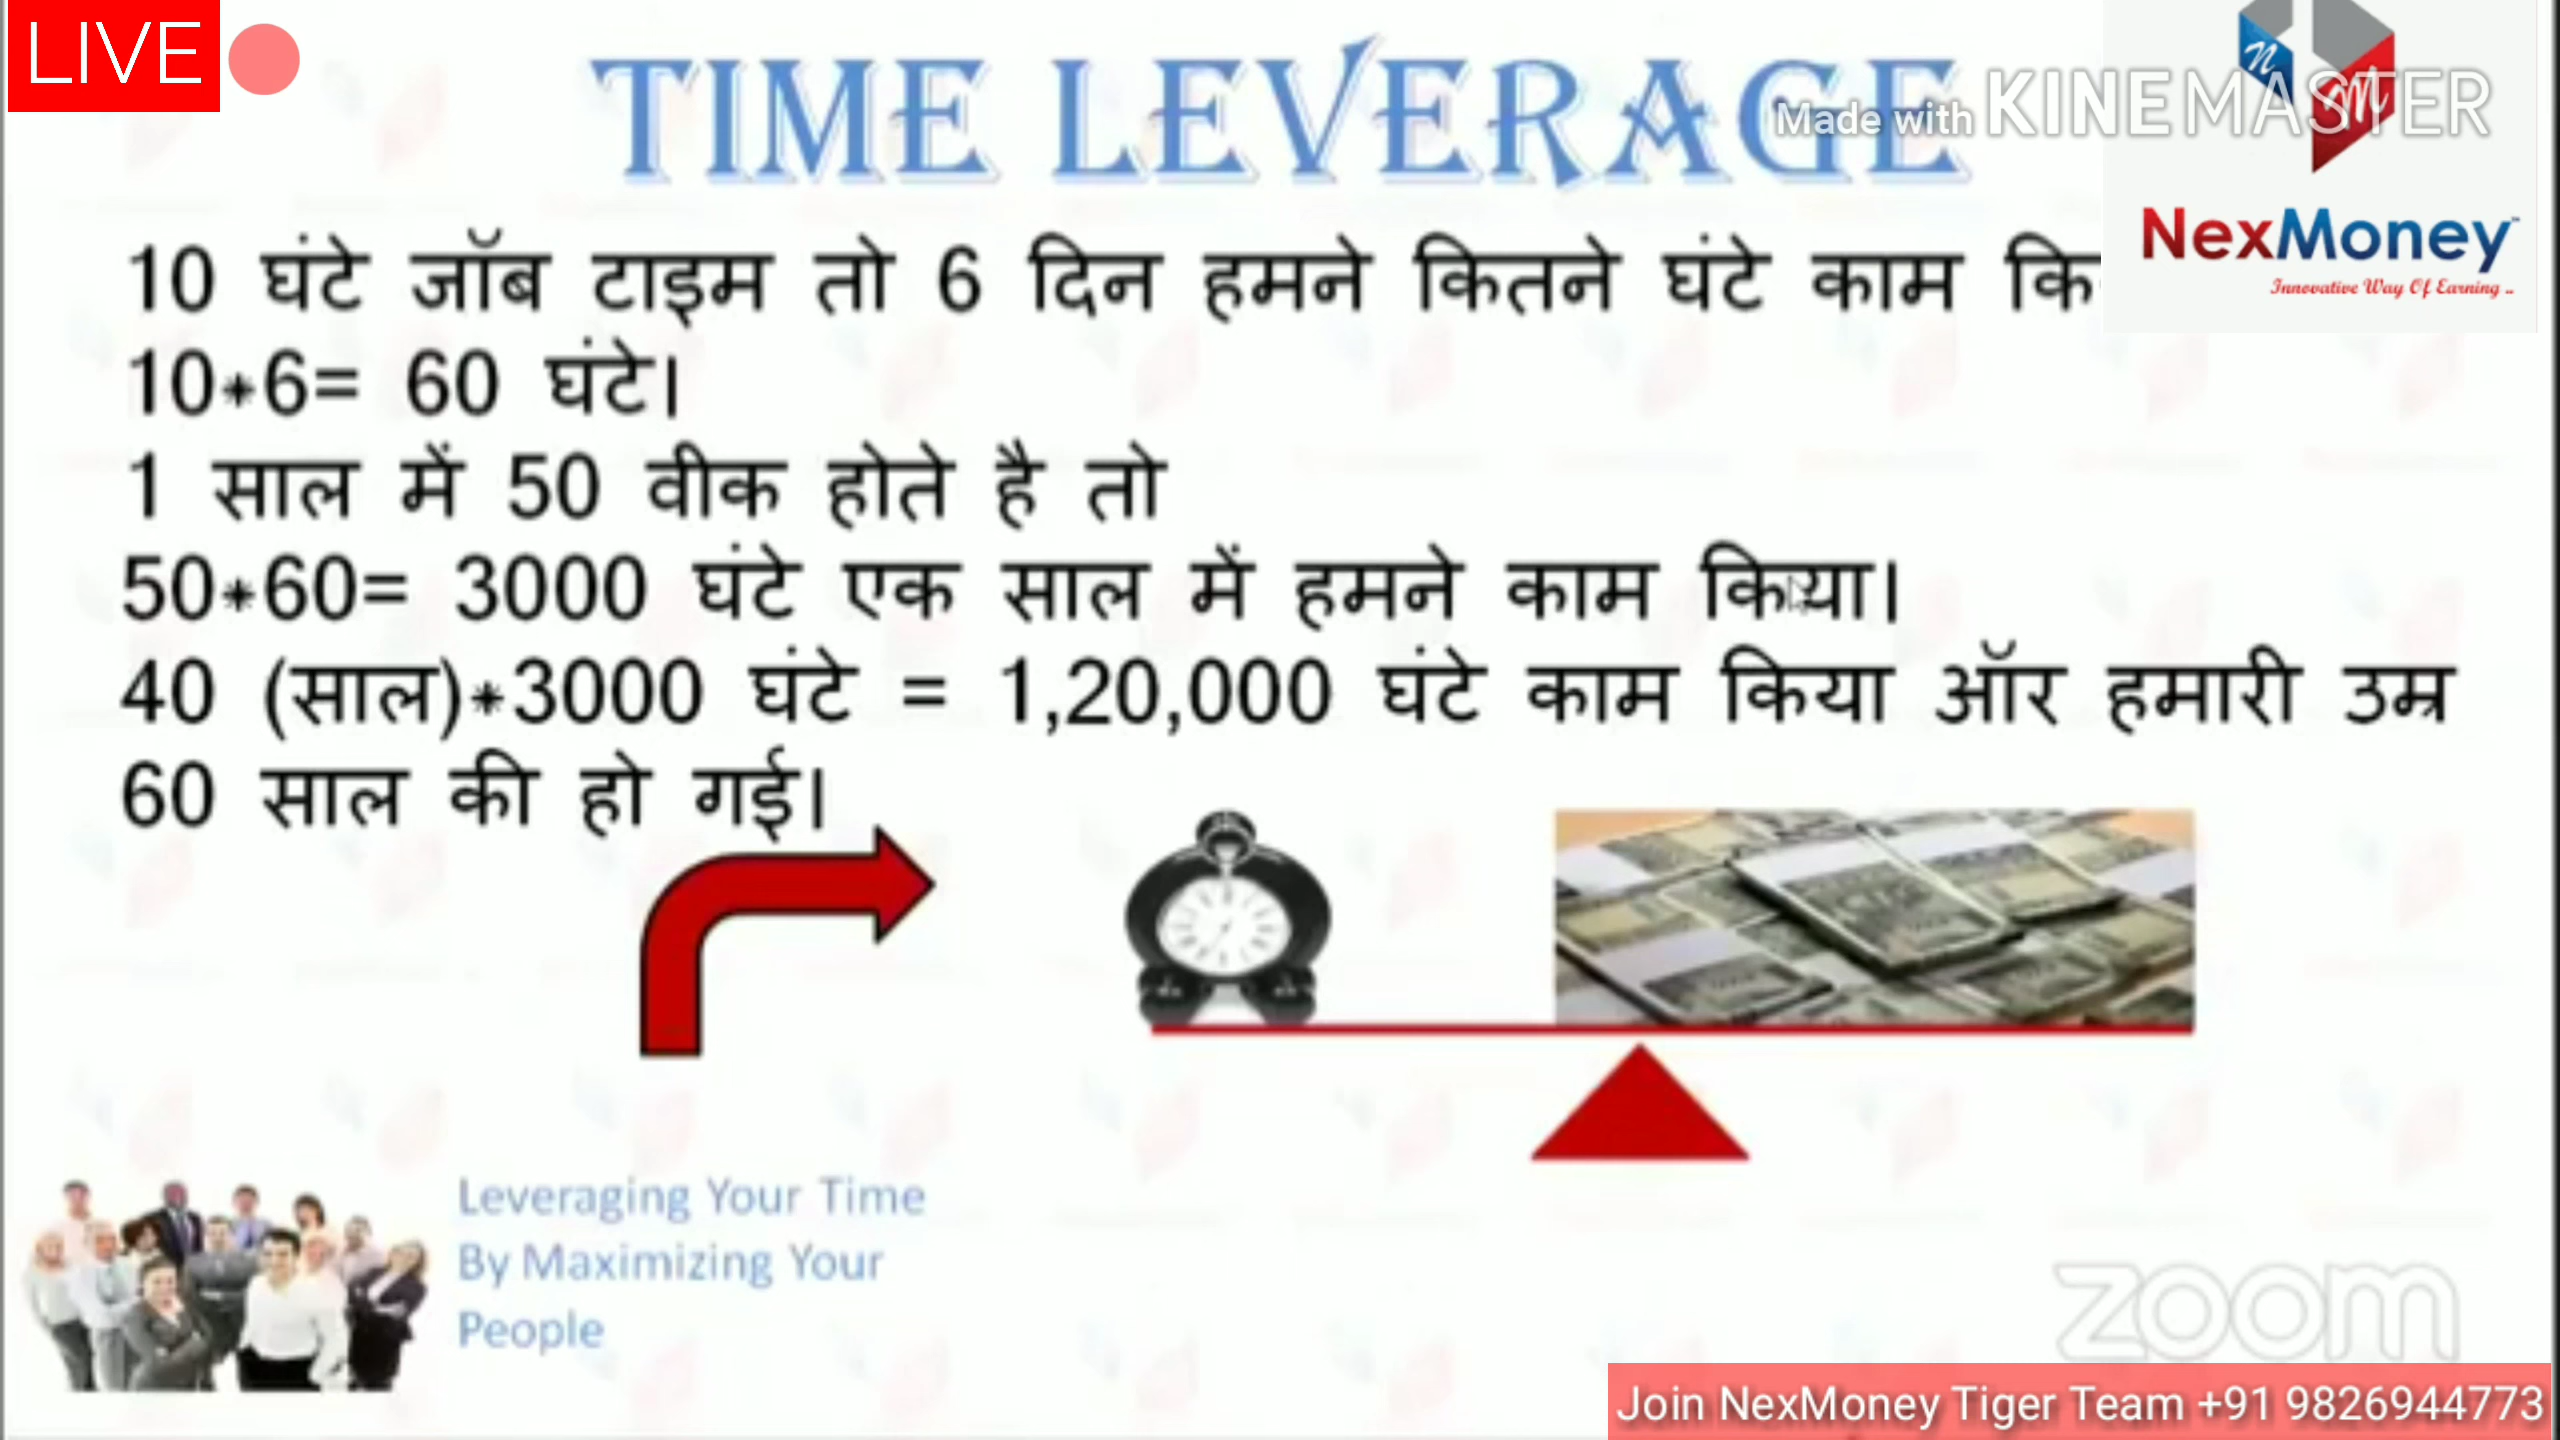 LIVE
TIME LEVERAGE
Made with KINEMASTER
NexMoney
Innovative Way Of Earning ..
10 घंटे जॉब टाइम तो 6 दिन हमने कितने घंटे काम
10*6= 60 घंटे।
1 साल में 50 वीक होते है तो
50*60= 3000 घंटे एक साल में हमने काम किया।
40 (साल)*3000 घंटे = 1,20,000 घंटे काम किया ऑर हमारी उम्र
60 साल की हो गई।
Leveraging Your Time
By Maximizing Your
People
zoom
Join NexMoney Tiger Team +91 9826944773